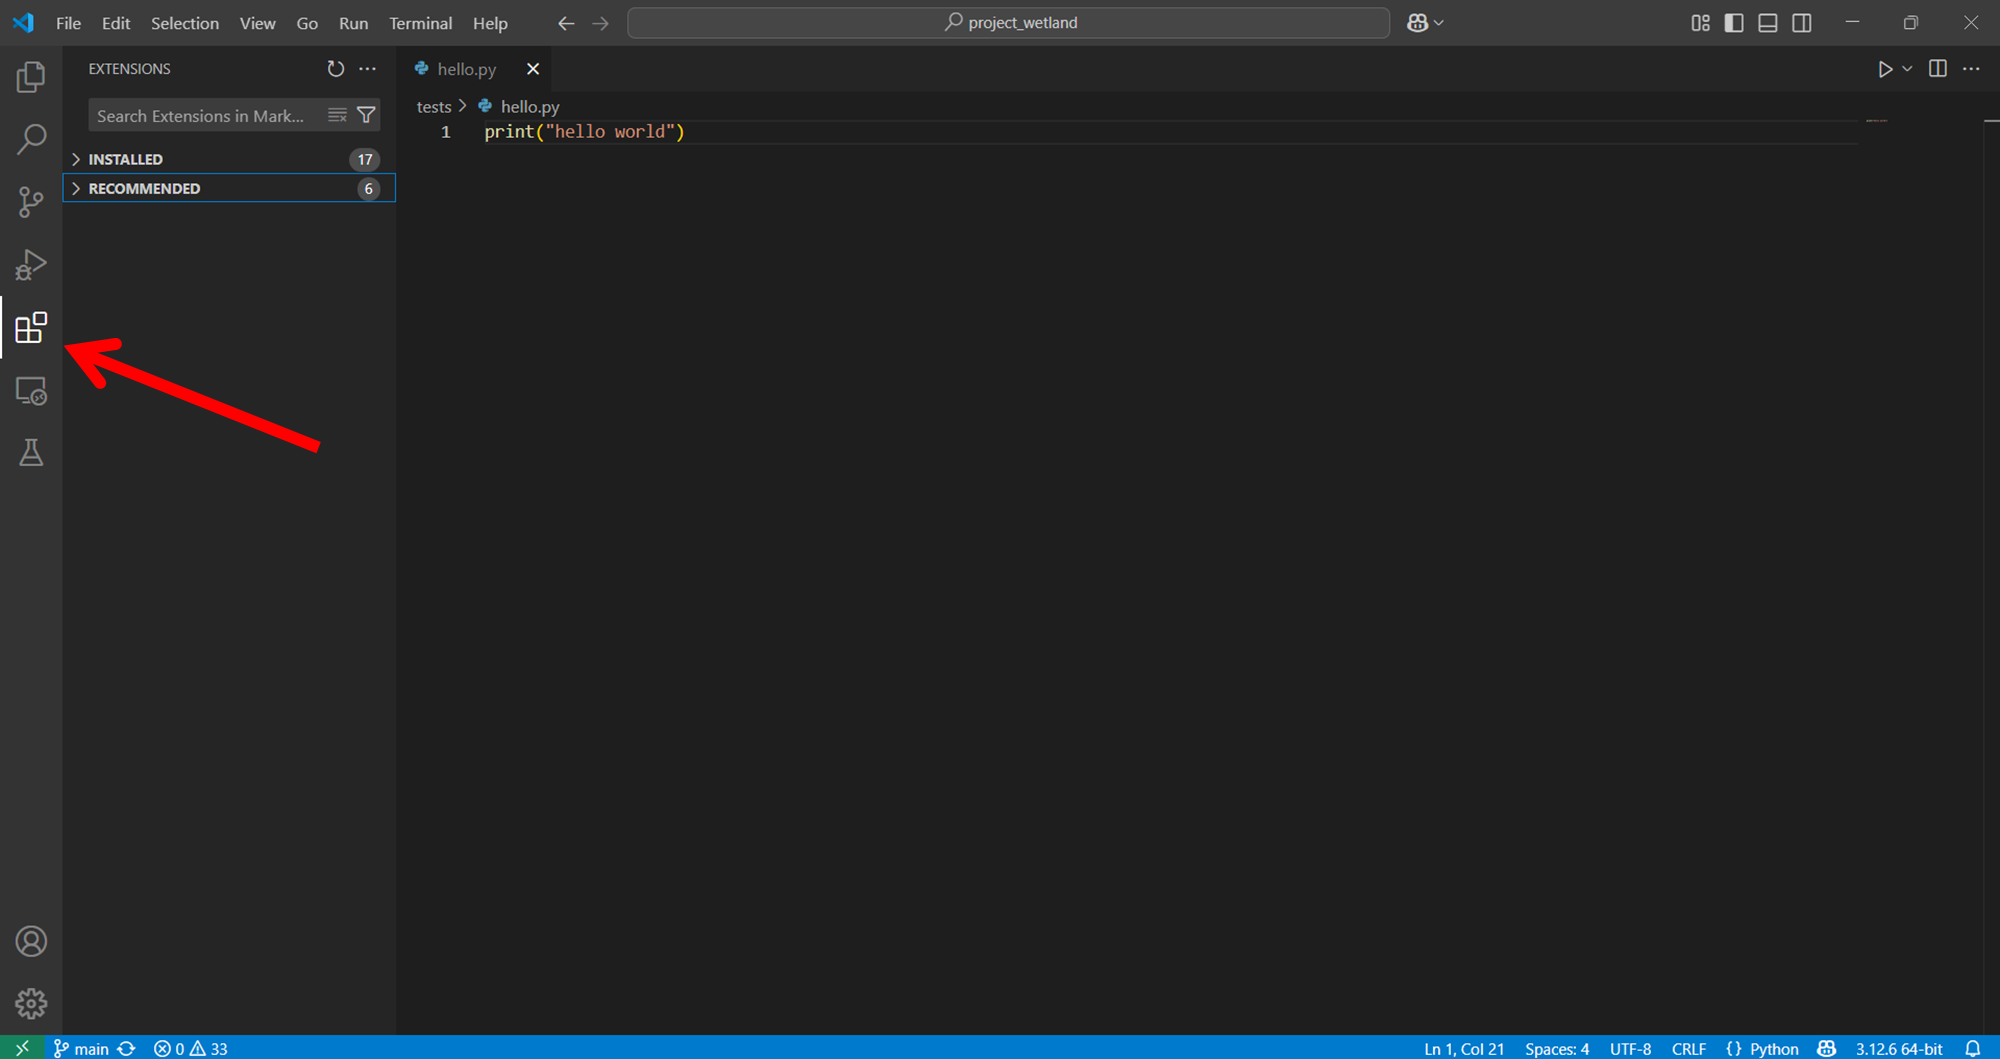 File Edit Selection View Go Run Terminal Help project_wetland
EXTENSIONS
hello.py
Search Extensions in Mark...
tests hello.py
1 print("hello world")
INSTALLED 17
RECOMMENDED 6
main 0 33 Ln 1, Col 21 Spaces: 4 UTF-8 CRLF {} Python 3.12.6 64-bit